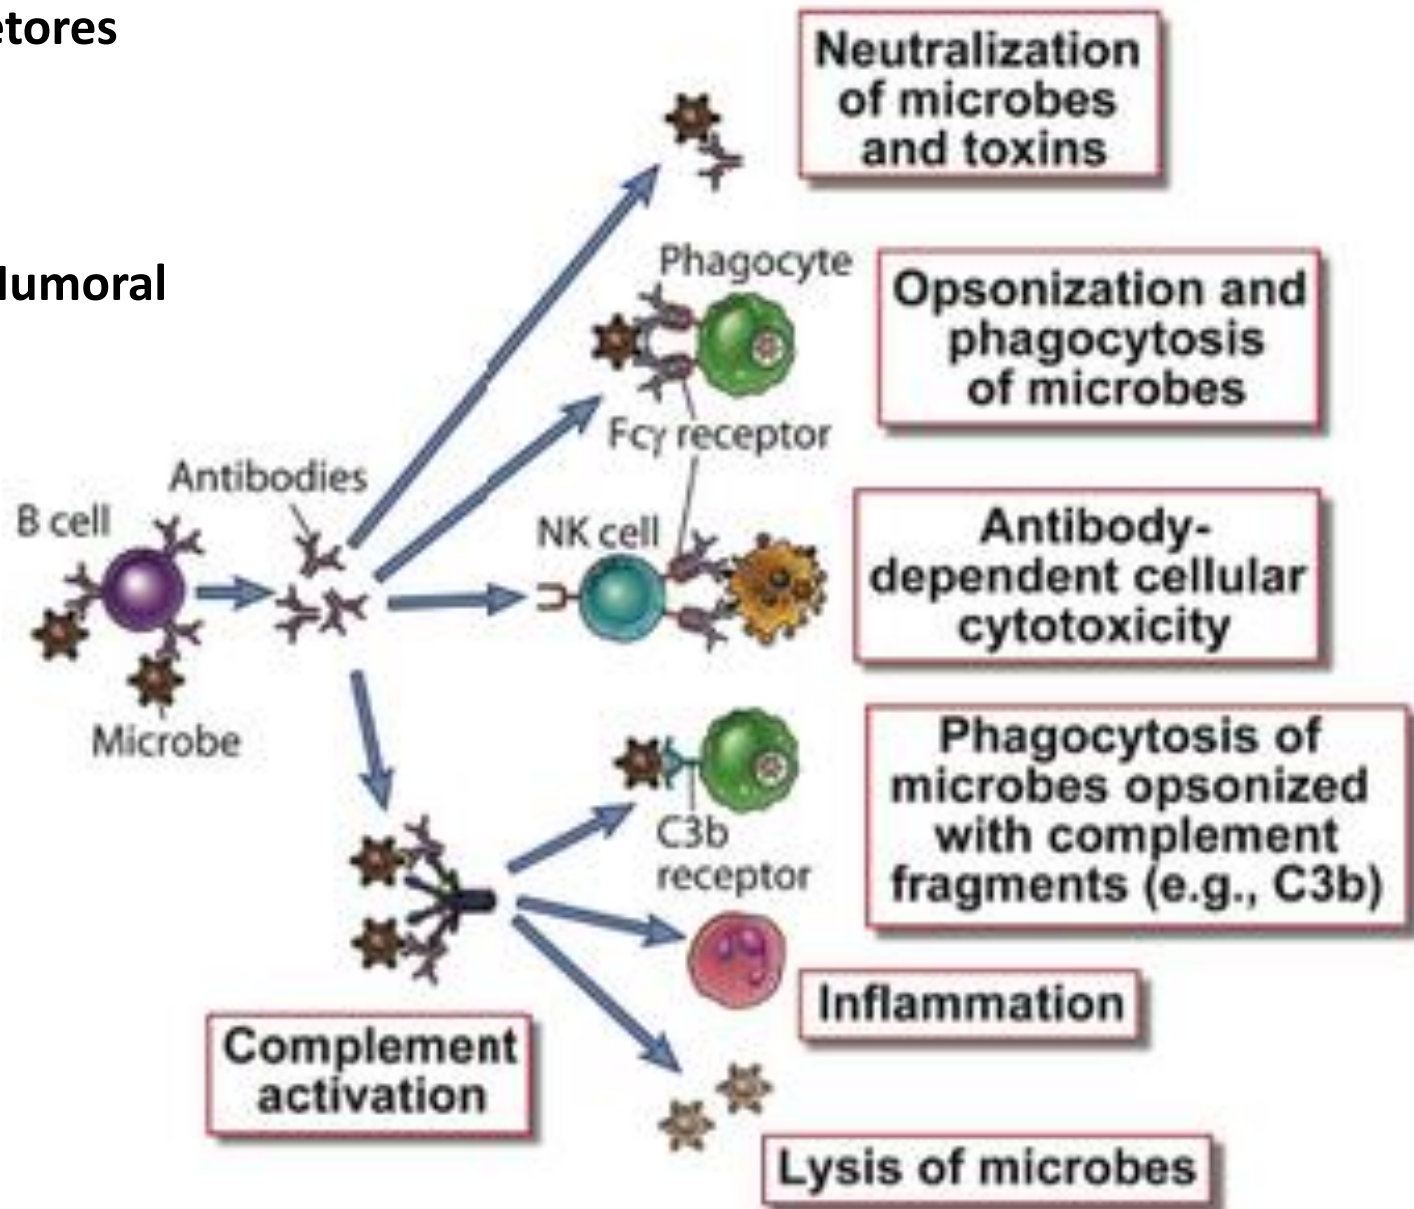 etores
Humoral
Neutralization
of microbes
and toxins
Phagocyte
Opsonization and
phagocytosis
of microbes
Fcγ receptor
Antibodies
B cell
NK cell
Antibody-
dependent cellular
cytotoxicity
Microbe
Phagocytosis of
microbes opsonized
with complement
fragments (e.g., C3b)
C3b
receptor
Inflammation
Complement
activation
Lysis of microbes